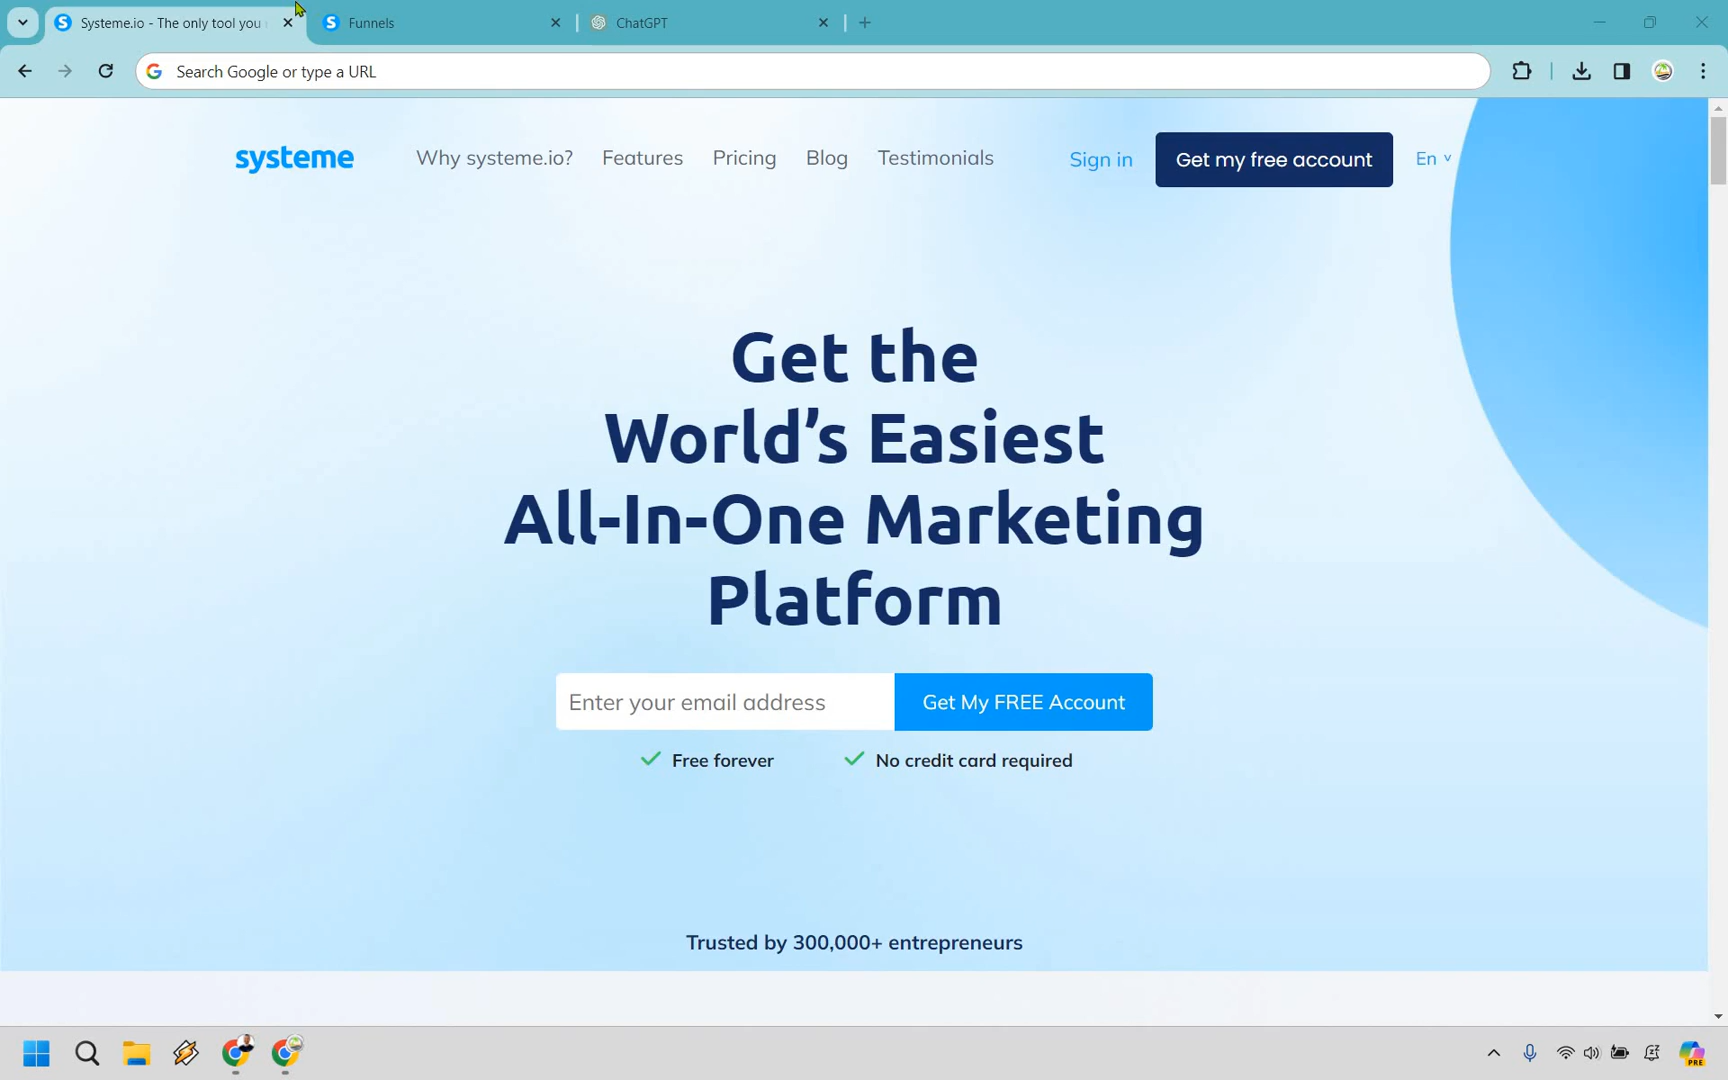 Systeme.io - The only tool you
Funnels
ChatGPT
Search Google or type a URL
systeme
Why systeme.io?
Features
Pricing
Blog
Testimonials
Sign in
Get my free account
En
Get the
World’s Easiest
All-In-One Marketing
Platform
Enter your email address
Get My FREE Account
Free forever
No credit card required
Trusted by 300,000+ entrepreneurs
PRE